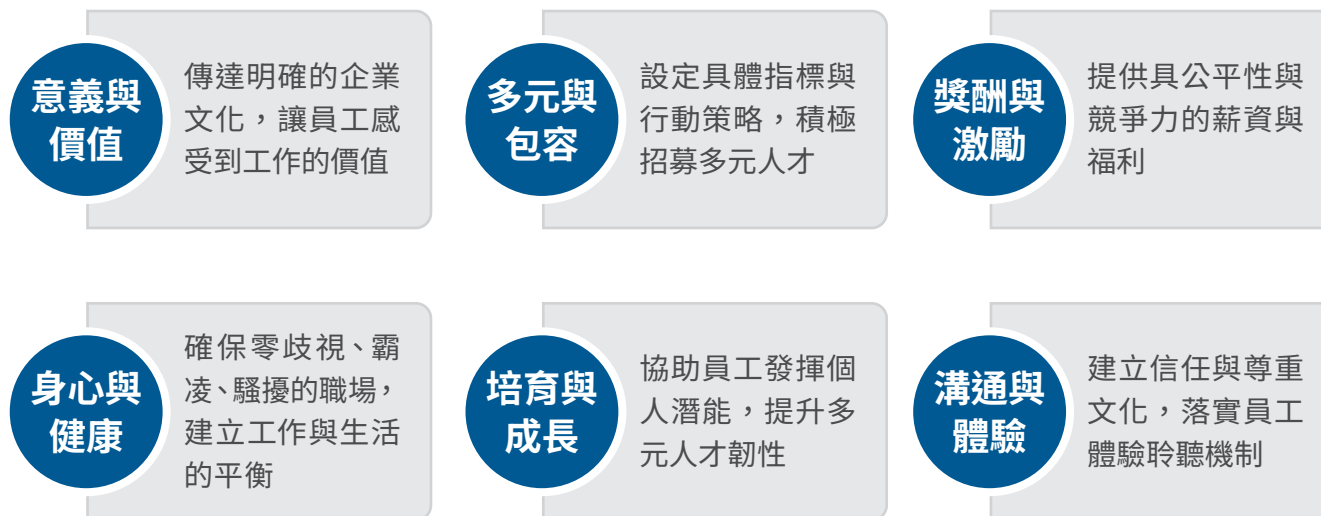 意義與
價值
傳達明確的企業
文化，讓員工感
受到工作的價值
多元與
包容
設定具體指標與
行動策略，積極
招募多元人才
獎酬與
激勵
提供具公平性與
競爭力的薪資與
福利
身心與
健康
確保零歧視、霸
凌、騷擾的職場，
建立工作與生活
的平衡
培育與
成長
協助員工發揮個
人潛能，提升多
元人才韌性
溝通與
體驗
建立信任與尊重
文化，落實員工
體驗聆聽機制